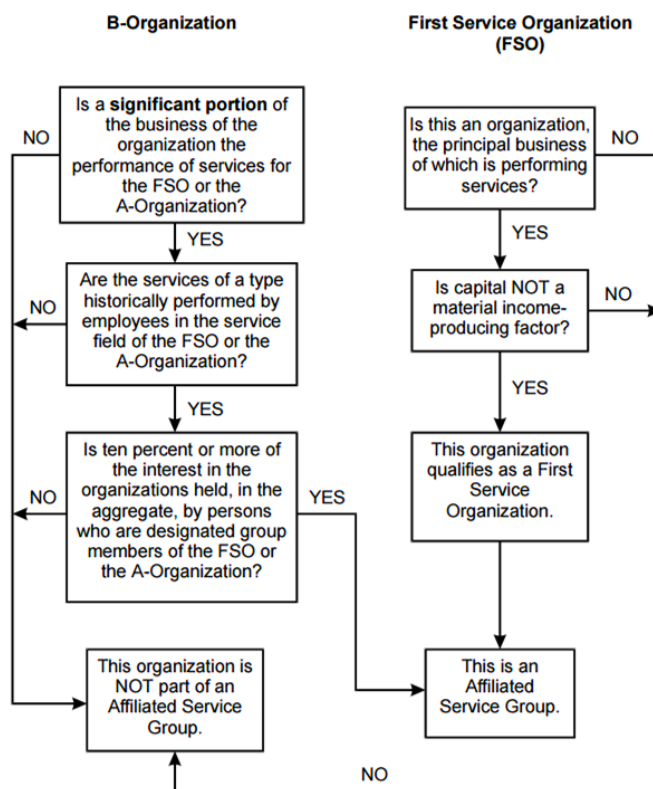 B-Organization
Is a significant portion of
the business of the
organization the
performance of services for
the FSO or the
A-Organization?
NO
YES
Are the services of a type
historically performed by
employees in the service
field of the FSO or the
A-Organization?
NO
YES
Is ten percent or more of
the interest in the
organizations held, in the
aggregate, by persons
who are designated group
members of the FSO or
the A-Organization?
NO
YES
This organization is
NOT part of an
Affiliated Service
Group.
First Service Organization
(FSO)
Is this an organization,
the principal business
of which is performing
services?
NO
YES
Is capital NOT a
material income-
producing factor?
NO
YES
This organization
qualifies as a First
Service
Organization.
This is an
Affiliated
Service Group.
NO